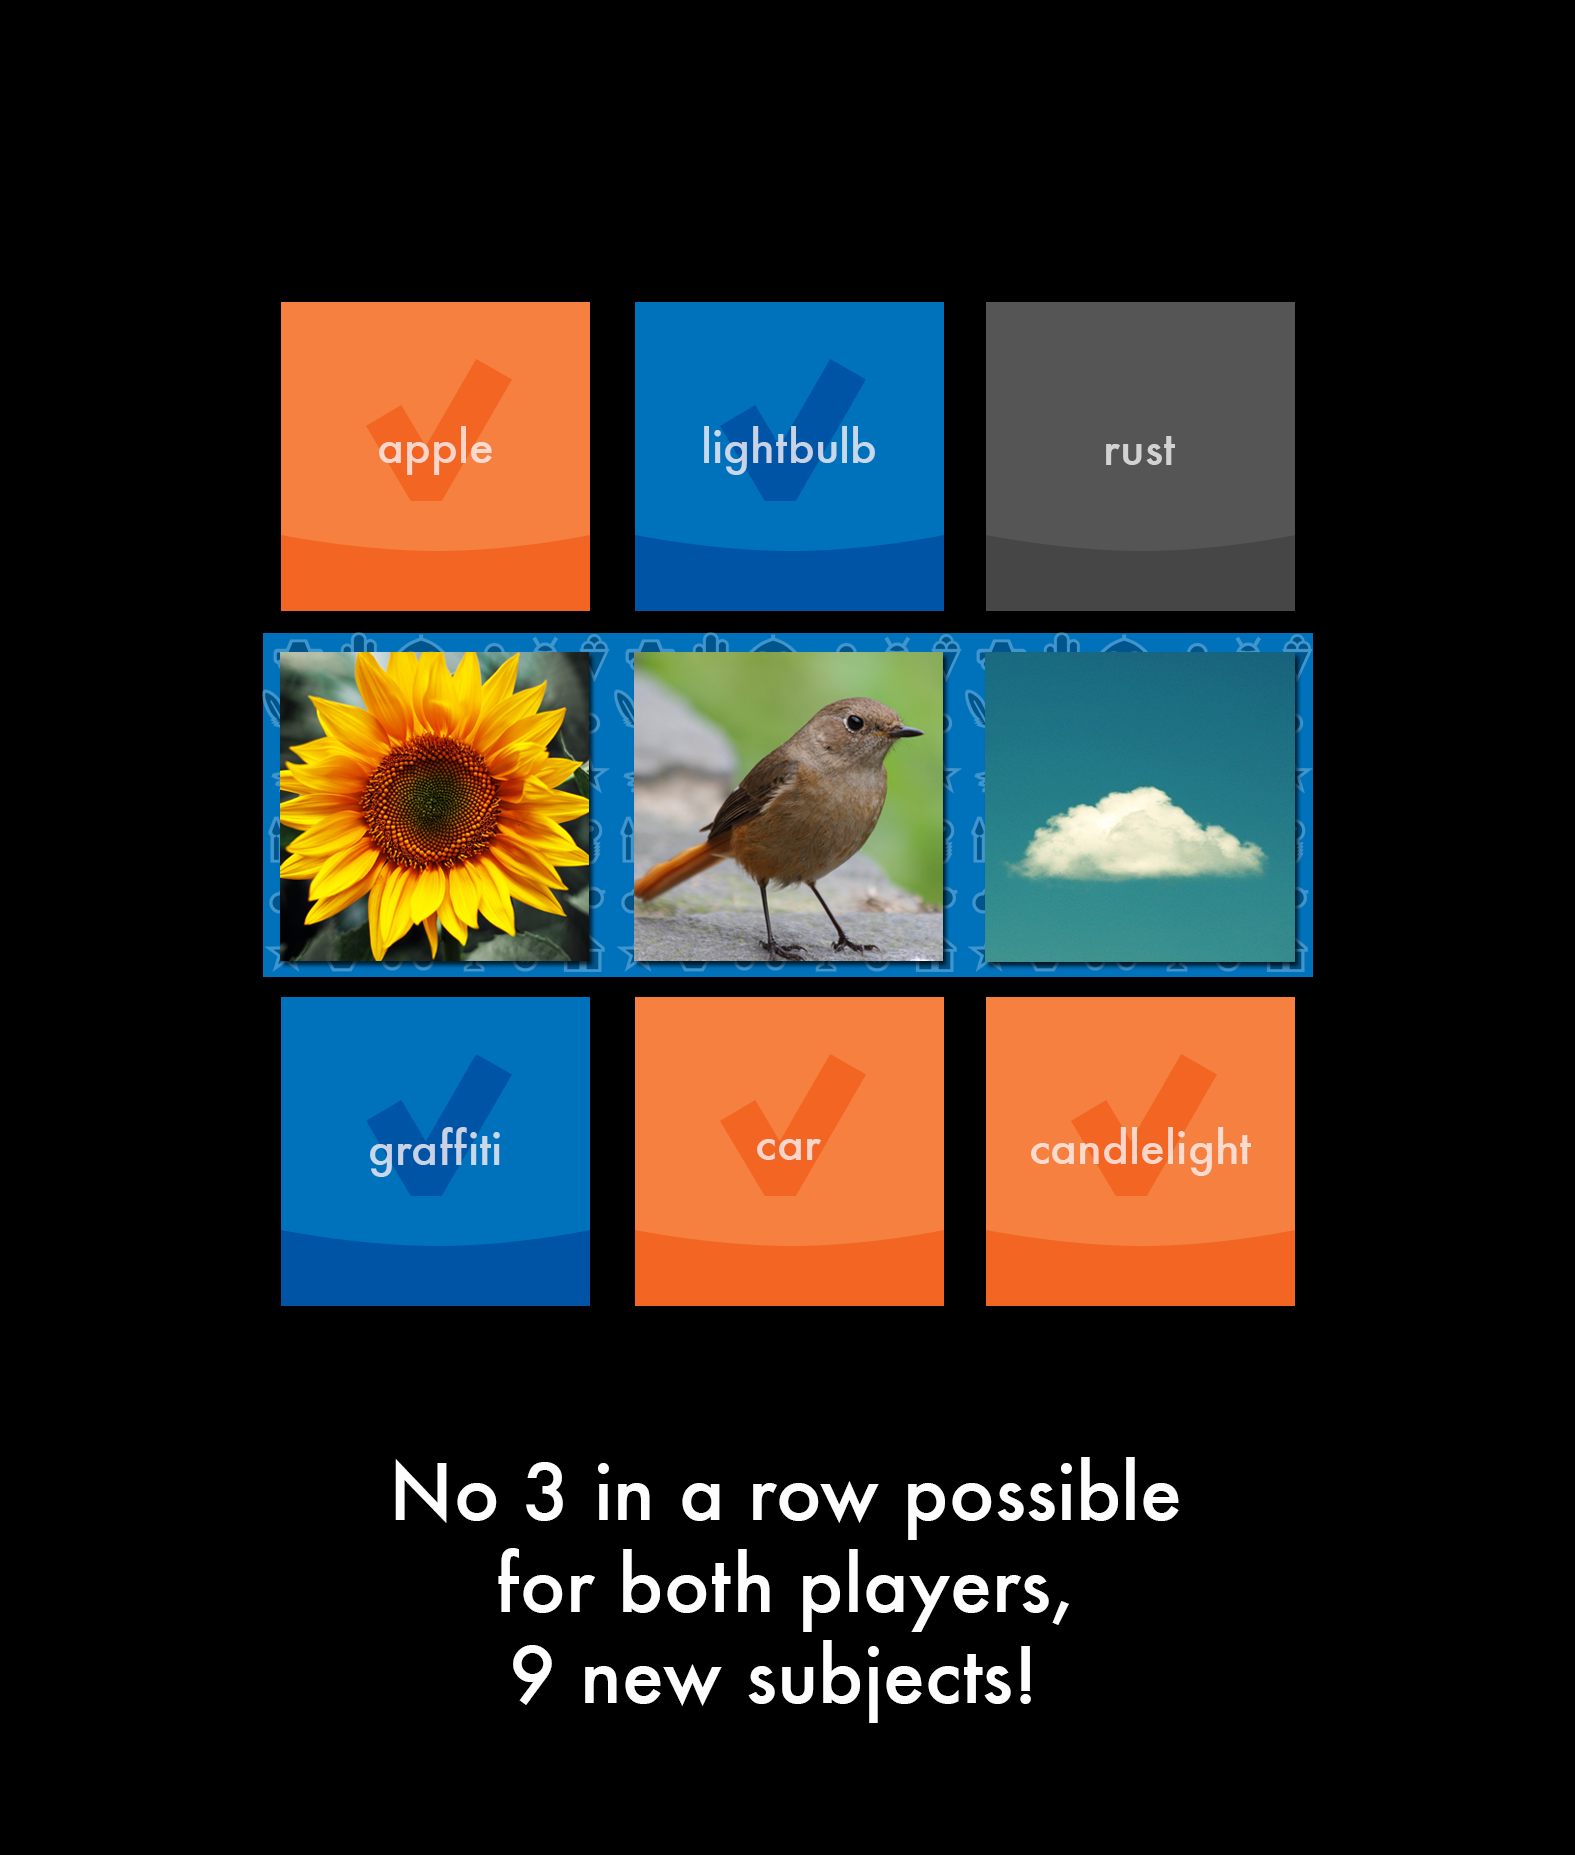 apple
lightbulb
rust
graffiti
car
candlelight
No 3 in a row possible
for both players,
9 new subjects!